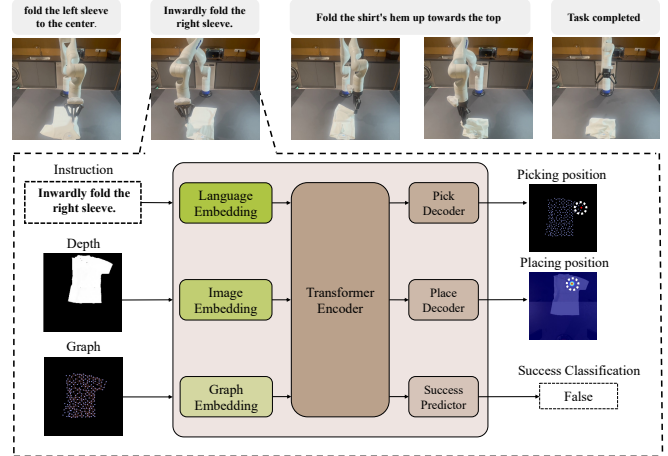 fold the left sleeve
to the center.
Inwardly fold the
right sleeve.
Fold the shirt's hem up towards the top
Task completed
Instruction
Inwardly fold the
right sleeve.
Depth
Graph
Language
Embedding
Image
Embedding
Graph
Embedding
Transformer
Encoder
Pick
Decoder
Place
Decoder
Success
Predictor
Picking position
Placing position
Success Classification
False